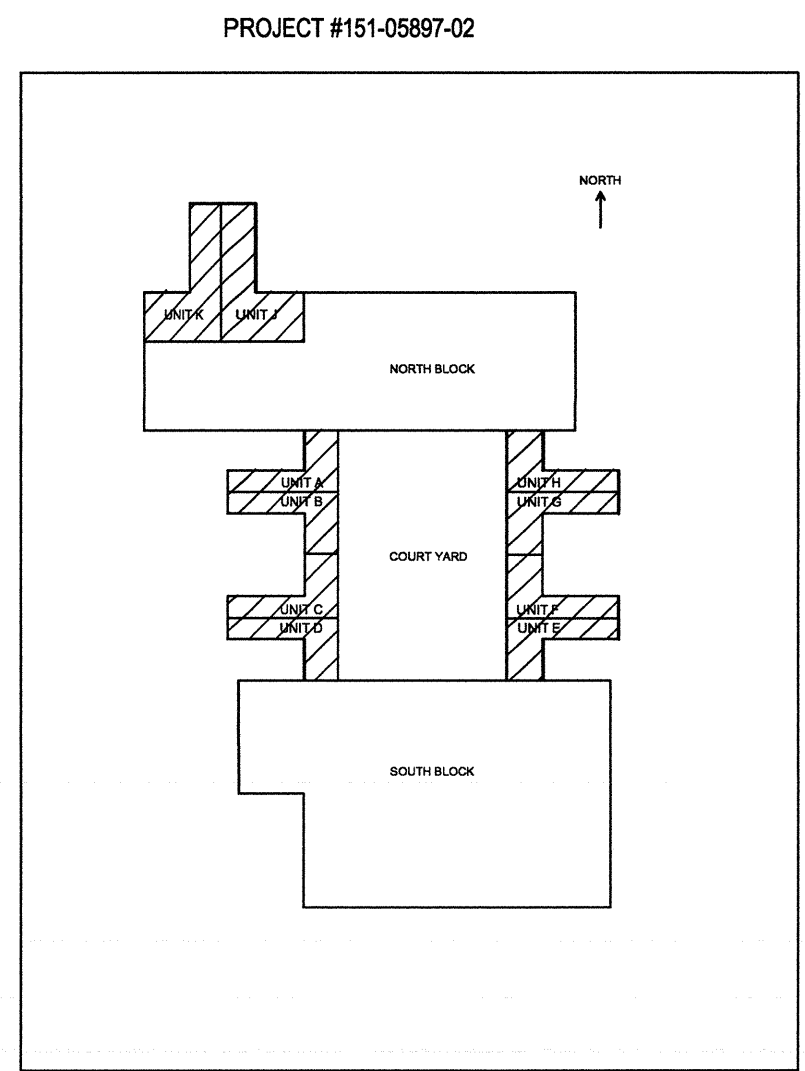 PROJECT #151-05897-02
NORTH
UNIT K UNIT J
NORTH BLOCK
UNIT A UNIT H
UNIT B UNIT G
COURT YARD
UNIT C UNIT F
UNIT D UNIT E
SOUTH BLOCK